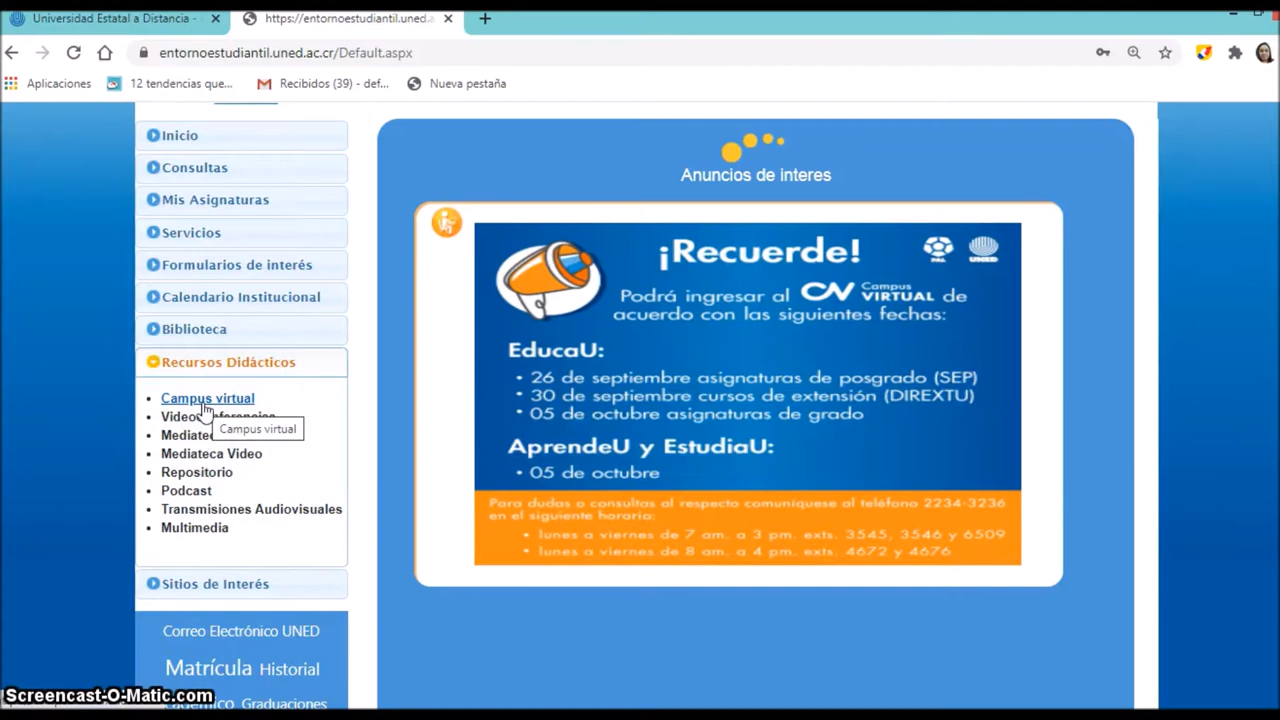 Universidad Estatal a Distancia -
https://entornoestudiantil.uned.a
entornoestudiantil.uned.ac.cr/Default.aspx
Aplicaciones
12 tendencias que...
Recibidos (39) - def...
Nueva pestaña
Inicio
Consultas
Mis Asignaturas
Servicios
Formularios de interés
Calendario Institucional
Biblioteca
Recursos Didácticos
Campus virtual
Campus virtual
Mediateca Video
Repositorio
Podcast
Transmisiones Audiovisuales
Multimedia
Sitios de Interés
Correo Electrónico UNED
Matrícula Historial
Graduaciones
Anuncios de interes
¡Recuerde!
PAL
UNED
Podrá ingresar al CV Campus VIRTUAL de
acuerdo con las siguientes fechas:
EducaU:
• 26 de septiembre asignaturas de posgrado (SEP)
• 30 de septiembre cursos de extensión (DIREXTU)
• 05 de octubre asignaturas de grado
AprendeU y EstudiaU:
• 05 de octubre
Para dudas o consultas al respecto comuníquese al teléfono 2234-3236
en el siguiente horario:
• lunes a viernes de 7 am. a 3 pm. exts. 3545, 3546 y 6509
• lunes a viernes de 8 am. a 4 pm. exts. 4672 y 4676
Screencast-O-Matic.com